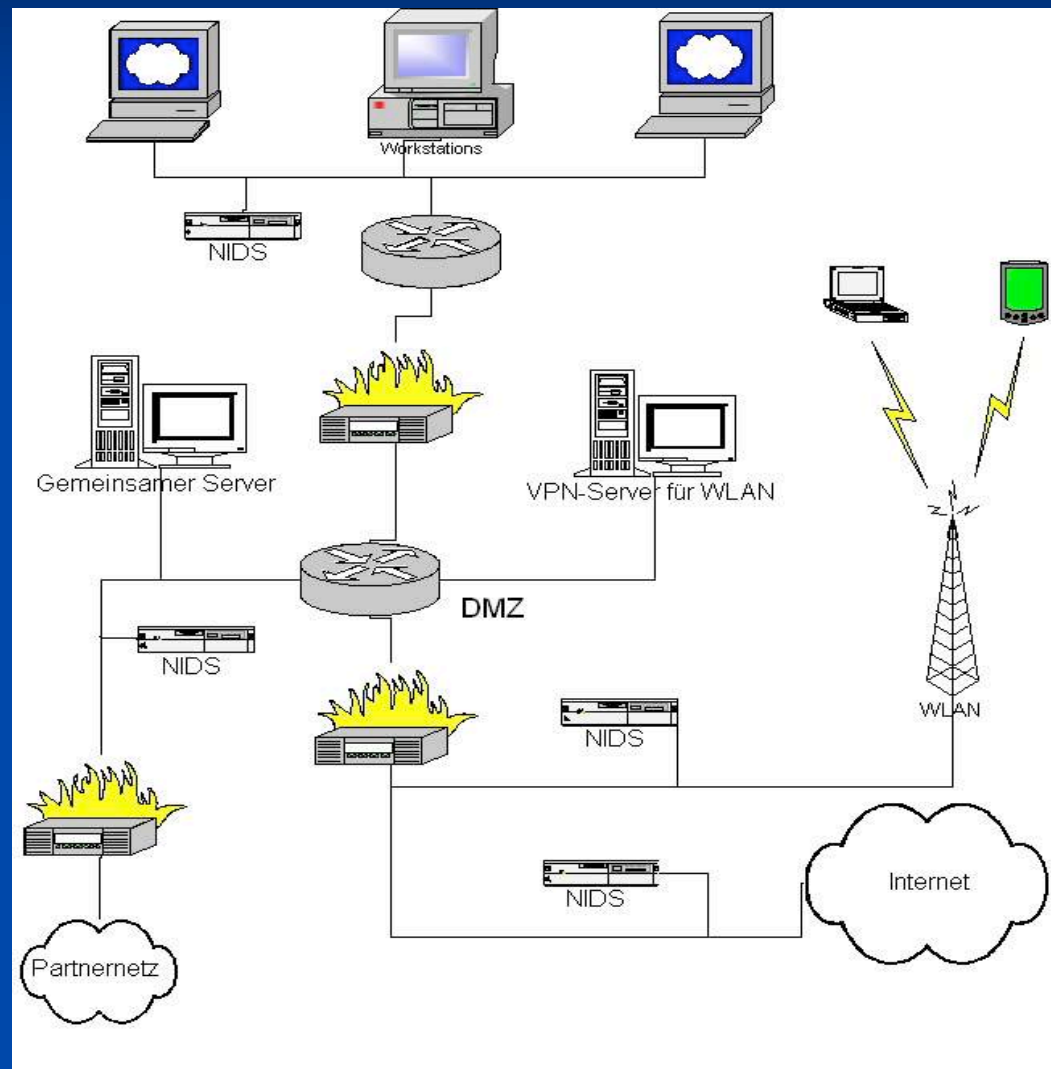 Workstations
NIDS
Gemeinsamer Server
VPN-Server für WLAN
DMZ
NIDS
NIDS
WLAN
NIDS
Internet
Partnernetz